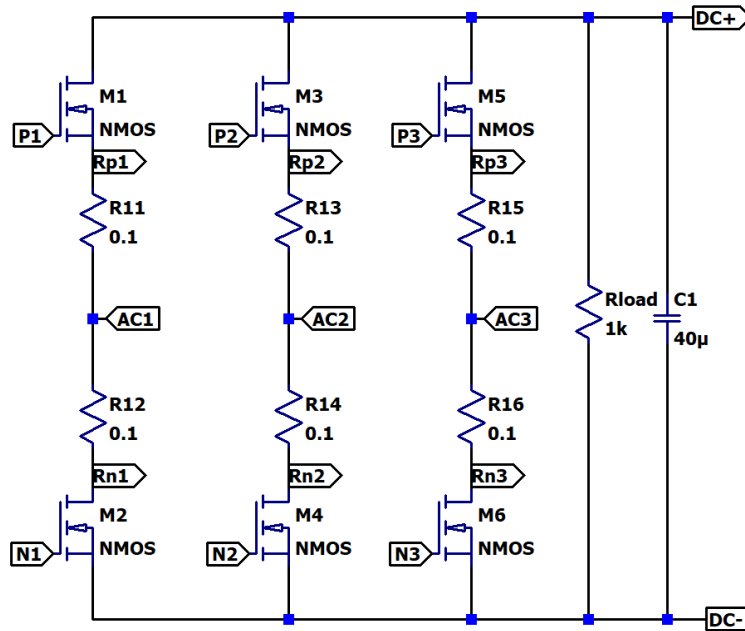 DC+
M1
M3
M5
P1
NMOS
P2
NMOS
P3
NMOS
Rp1
Rp2
Rp3
R11
0.1
R13
0.1
R15
0.1
AC1
AC2
AC3
Rload
1k
C1
40µ
R12
0.1
R14
0.1
R16
0.1
Rn1
Rn2
Rn3
M2
M4
M6
N1
NMOS
N2
NMOS
N3
NMOS
DC-